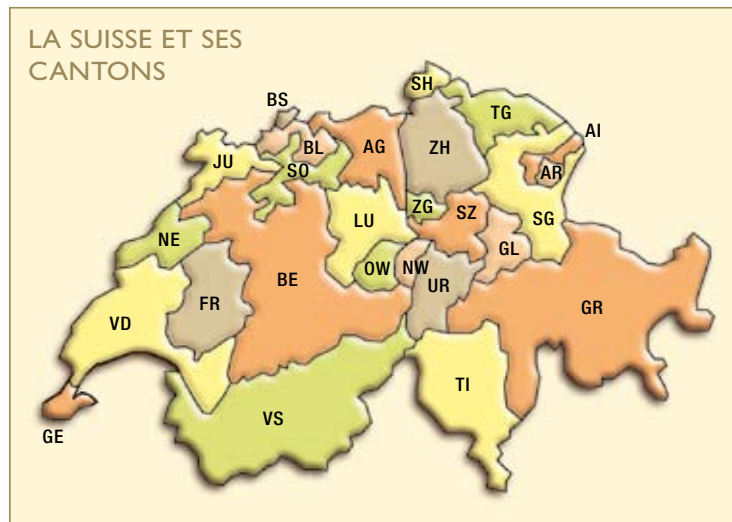 LA SUISSE ET SES
CANTONS
SH
BS
TG
AI
BL
AG
ZH
JU
SO
AR
ZG
SZ
LU
SG
NE
GL
OW
NW
BE
UR
FR
GR
VD
TI
VS
GE